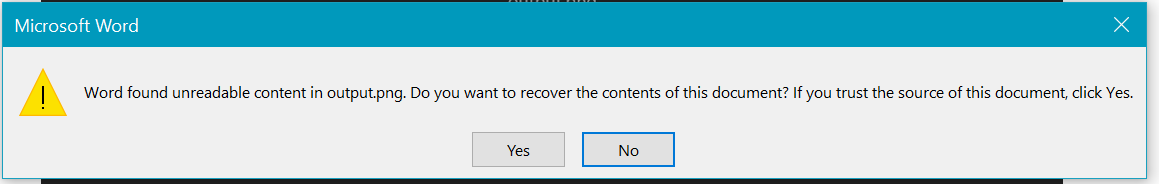 Microsoft Word
Word found unreadable content in output.png. Do you want to recover the contents of this document? If you trust the source of this document, click Yes.
Yes
No